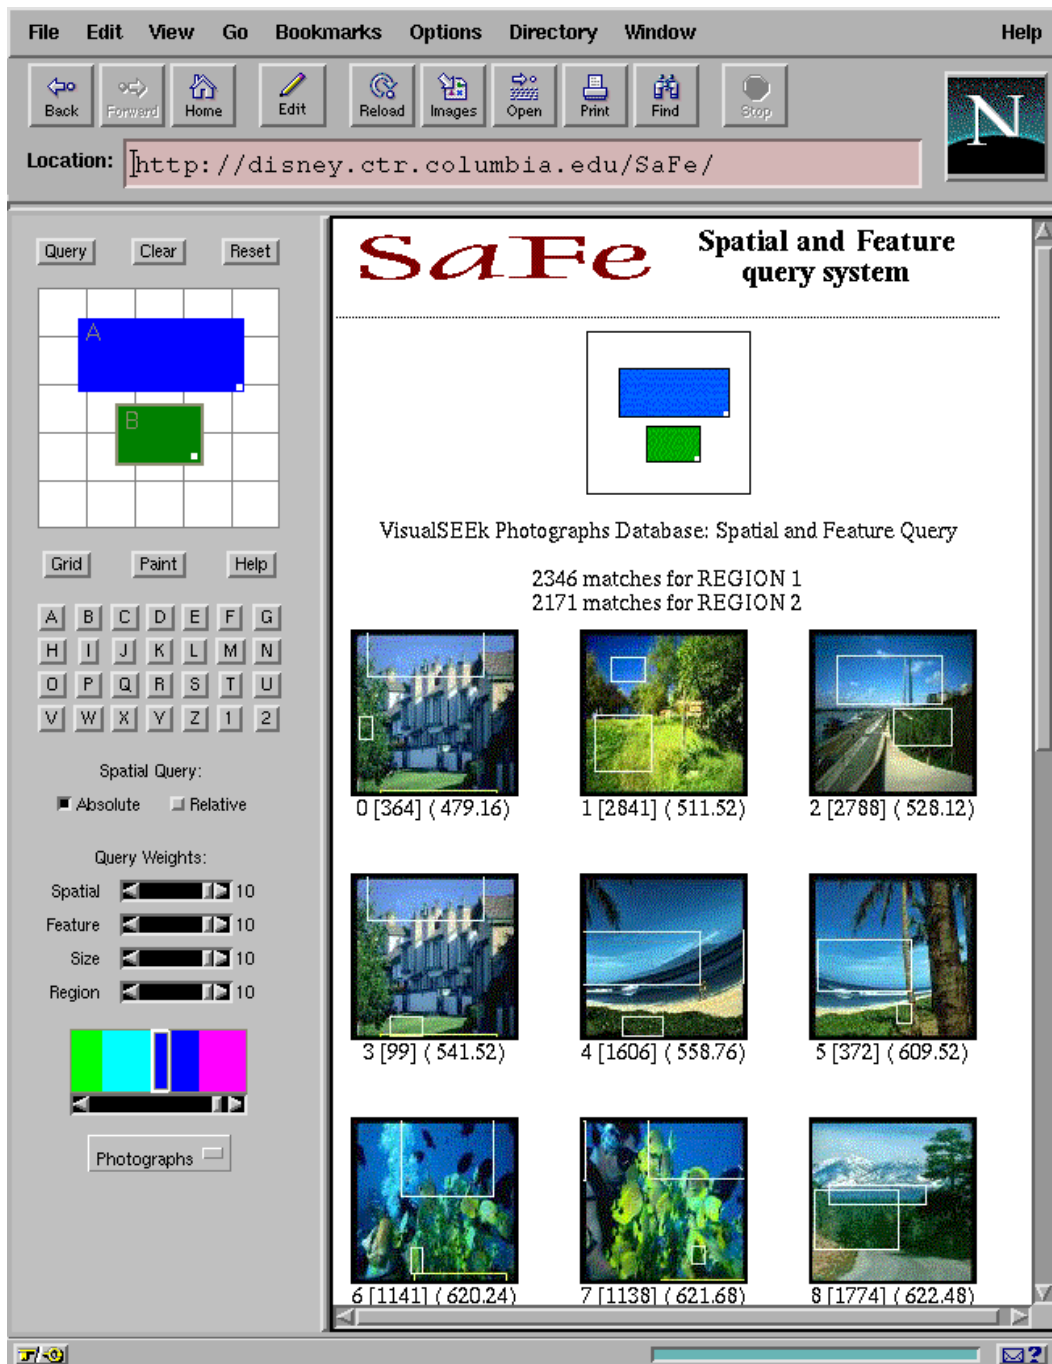 File Edit View Go Bookmarks Options Directory Window Help
Back Forward Home Edit Reload Images Open Print Find Stop
N
Location: http://disney.ctr.columbia.edu/SaFe/
Query Clear Reset
A
B
Grid Paint Help
A B C D E F G
H I J K L M N
O P Q R S T U
V W X Y Z 1 2
Spatial Query:
Absolute Relative
Query Weights:
Spatial 10
Feature 10
Size 10
Region 10
Photographs
SaFe
Spatial and Feature
query system
VisualSEEk Photographs Database: Spatial and Feature Query
2346 matches for REGION 1
2171 matches for REGION 2
0 [364] ( 479.16) 1 [2841] ( 511.52) 2 [2788] ( 528.12)
3 [99] ( 541.52) 4 [1606] ( 558.76) 5 [372] ( 609.52)
6 [1141] ( 620.24) 7 [1138] ( 621.68) 8 [1774] ( 622.48)
?